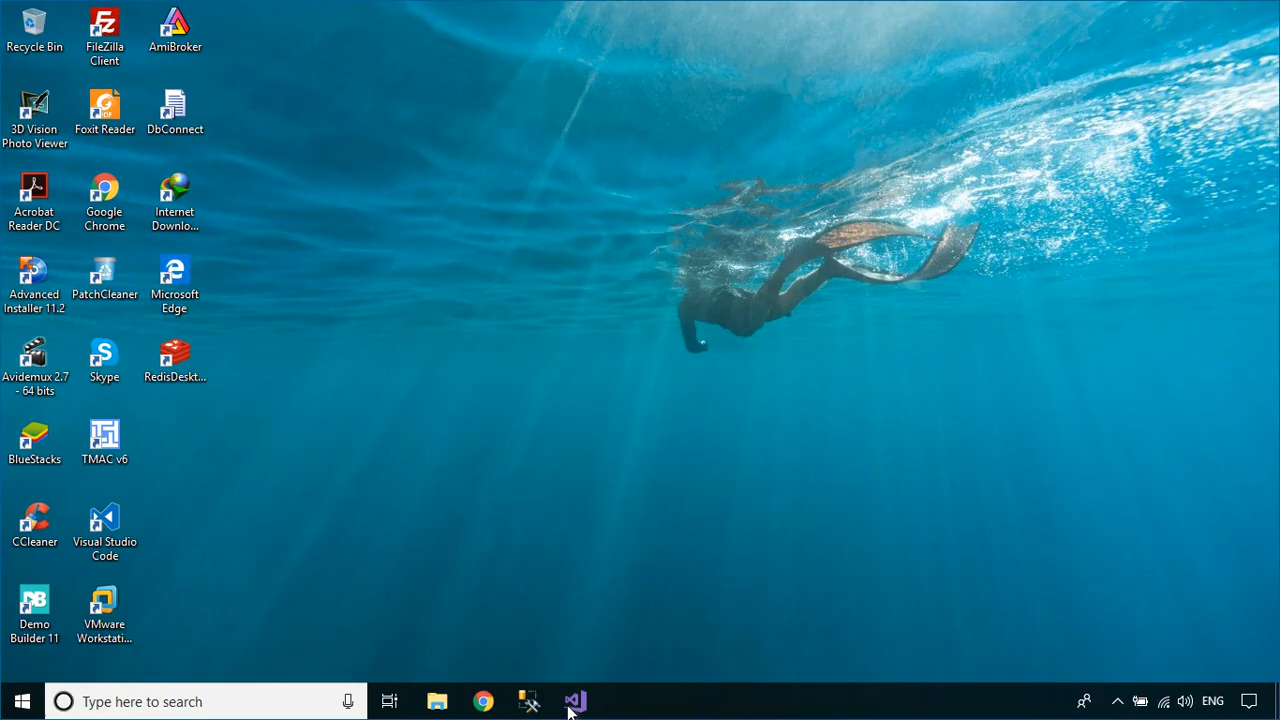 Recycle Bin
FileZilla
Client
AmiBroker
3D Vision
Photo Viewer
Foxit Reader
DbConnect
Acrobat
Reader DC
Google
Chrome
Internet
Downlo...
Advanced
Installer 11.2
PatchCleaner
Microsoft
Edge
Avidemux 2.7
- 64 bits
Skype
RedisDeskt...
BlueStacks
TMAC v6
CCleaner
Visual Studio
Code
DB
Demo
Builder 11
VMware
Workstati...
Type here to search
ENG